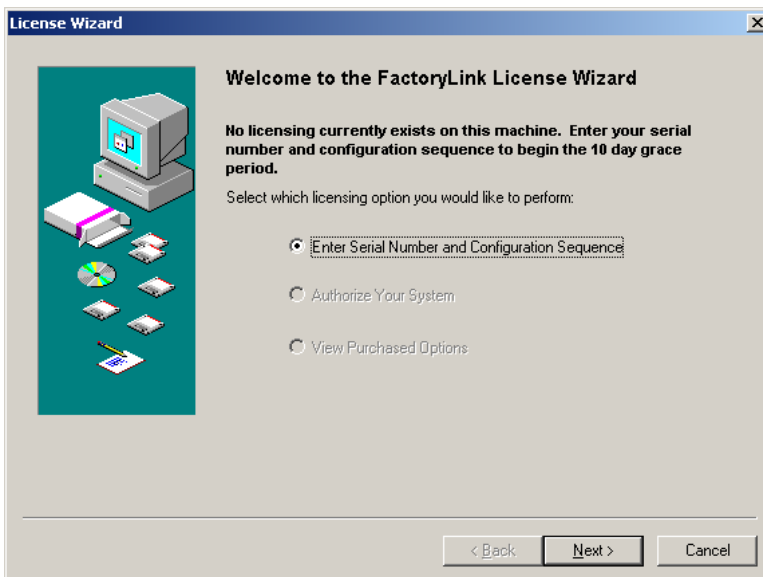 License Wizard
Welcome to the FactoryLink License Wizard
No licensing currently exists on this machine. Enter your serial
number and configuration sequence to begin the 10 day grace
period.
Select which licensing option you would like to perform:
Enter Serial Number and Configuration Sequence
Authorize Your System
View Purchased Options
< Back
Next >
Cancel